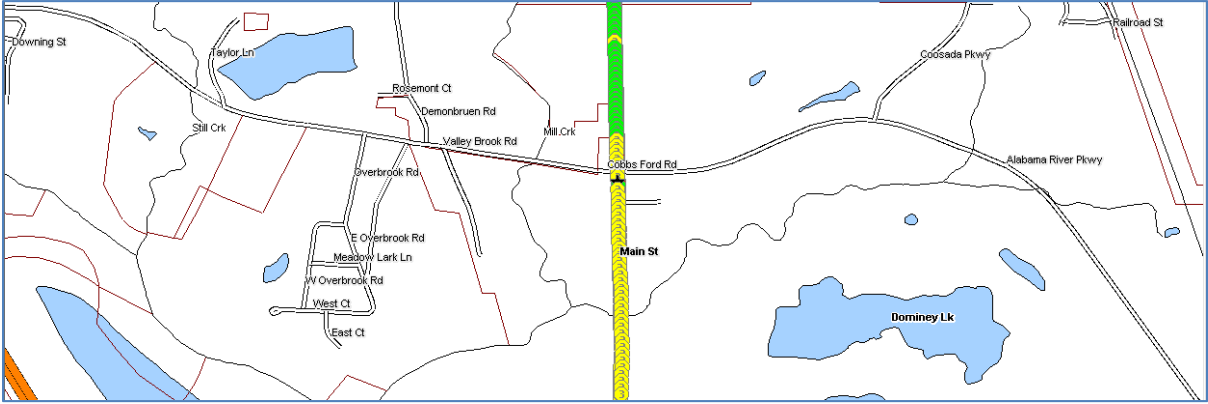 Railroad St
Downing St
Taylor Ln
Coosada Pkwy
Rosemont Ct
Demonbruen Rd
Still Crk
Mill Crk
Valley Brook Rd
Cobbs Ford Rd
Alabama River Pkwy
Overbrook Rd
E Overbrook Rd
Main St
Meadow Lark Ln
W Overbrook Rd
West Ct
Dominey Lk
East Ct